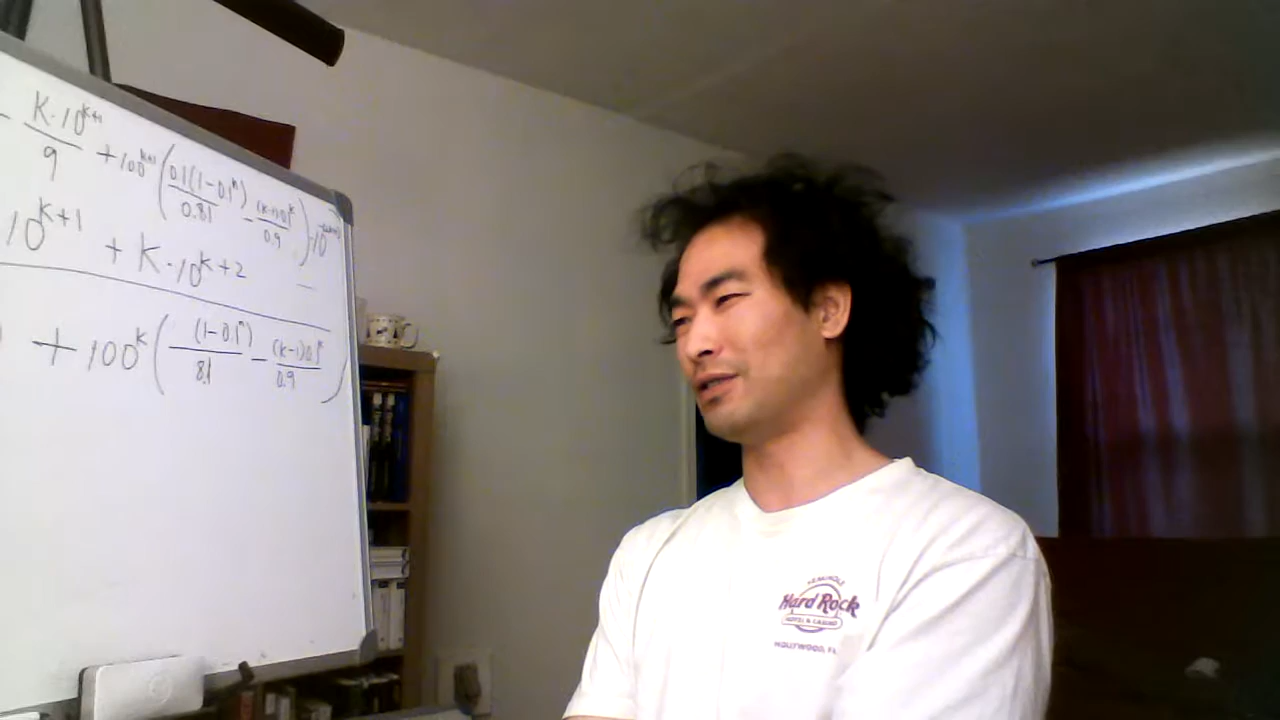 - K·10^(k+1)/9 + 100^(k+1) (0.1(1-0.1^k)/0.81 - (k-1)0.1^k/0.9)·10
10^(k+1) + K·10^(k+2) —
+ 100^k ((1-0.1^k)/8.1 - (k-1)0.1^k/0.9)
SEMINOLE
Hard Rock
HOTEL & CASINO
HOLLYWOOD, FL